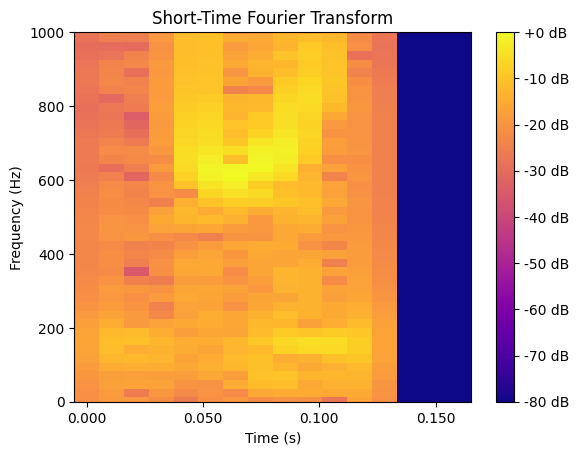 Short-Time Fourier Transform
1000
800
600
400
200
0
Frequency (Hz)
0.000
0.050
0.100
0.150
Time (s)
+0 dB
-10 dB
-20 dB
-30 dB
-40 dB
-50 dB
-60 dB
-70 dB
-80 dB